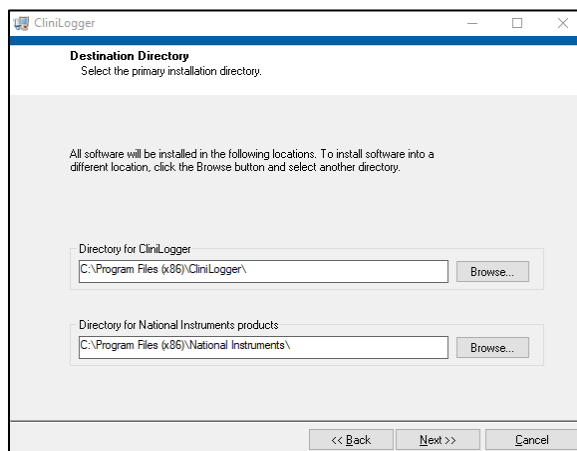 CliniLogger
Destination Directory
Select the primary installation directory.
All software will be installed in the following locations. To install software into a
different location, click the Browse button and select another directory.
Directory for CliniLogger
C:\Program Files (x86)\CliniLogger\
Browse...
Directory for National Instruments products
C:\Program Files (x86)\National Instruments\
Browse...
<< Back
Next >>
Cancel